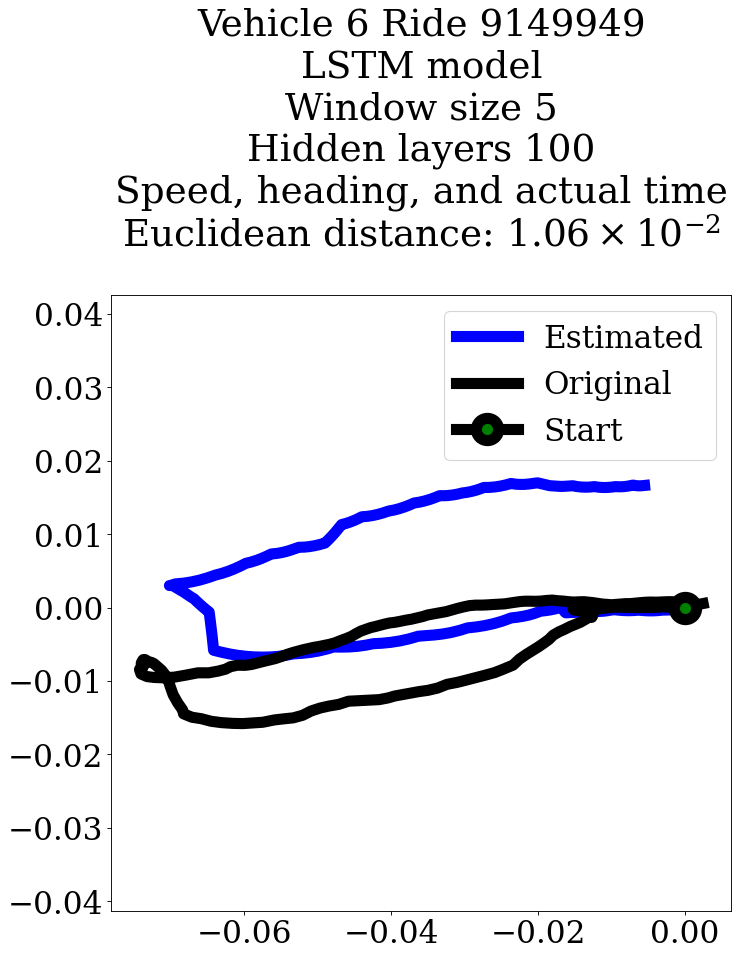 Vehicle 6 Ride 9149949
LSTM model
Window size 5
Hidden layers 100
Speed, heading, and actual time
Euclidean distance: 1.06 × 10⁻²
Estimated
Original
Start
0.04
0.03
0.02
0.01
0.00
−0.01
−0.02
−0.03
−0.04
−0.06 −0.04 −0.02 0.00